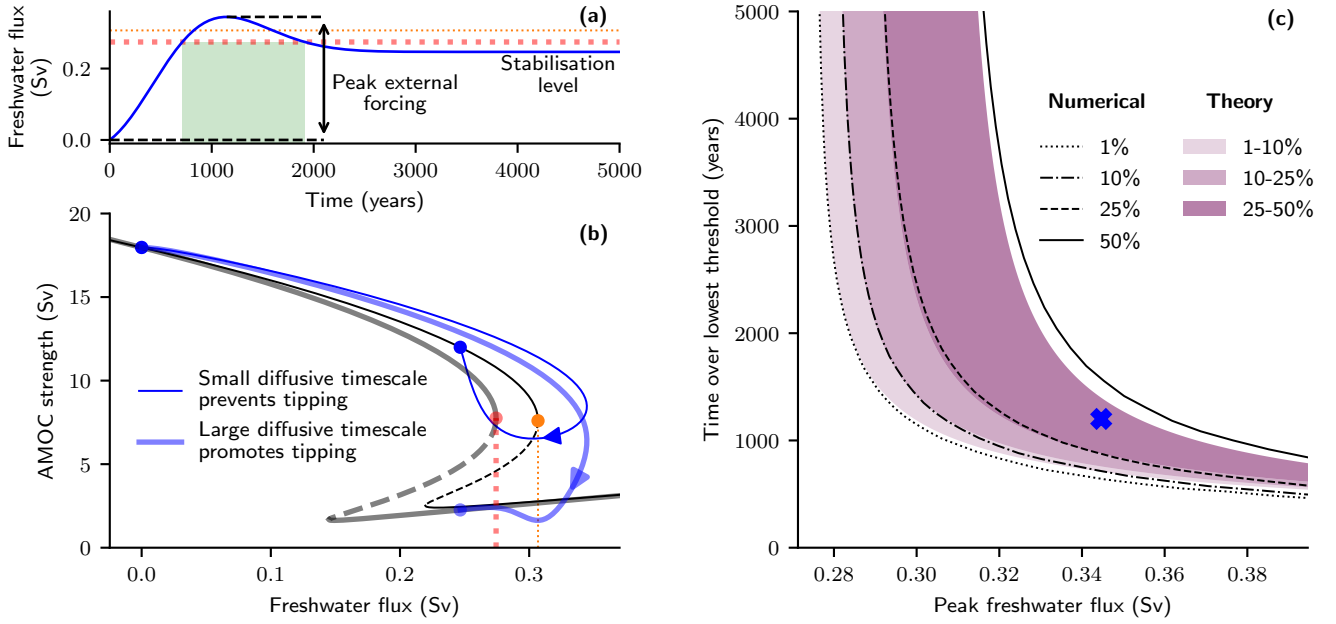 (a)
Freshwater flux
(Sv)
0.2
0.0
Peak external
forcing
Stabilisation
level
0
1000
2000
3000
4000
5000
Time (years)
(b)
AMOC strength (Sv)
20
15
10
5
0
Small diffusive timescale
prevents tipping
Large diffusive timescale
promotes tipping
0.0
0.1
0.2
0.3
Freshwater flux (Sv)
(c)
Time over lowest threshold (years)
5000
4000
3000
2000
1000
0
Numerical
1%
10%
25%
50%
Theory
1-10%
10-25%
25-50%
0.28
0.30
0.32
0.34
0.36
0.38
Peak freshwater flux (Sv)